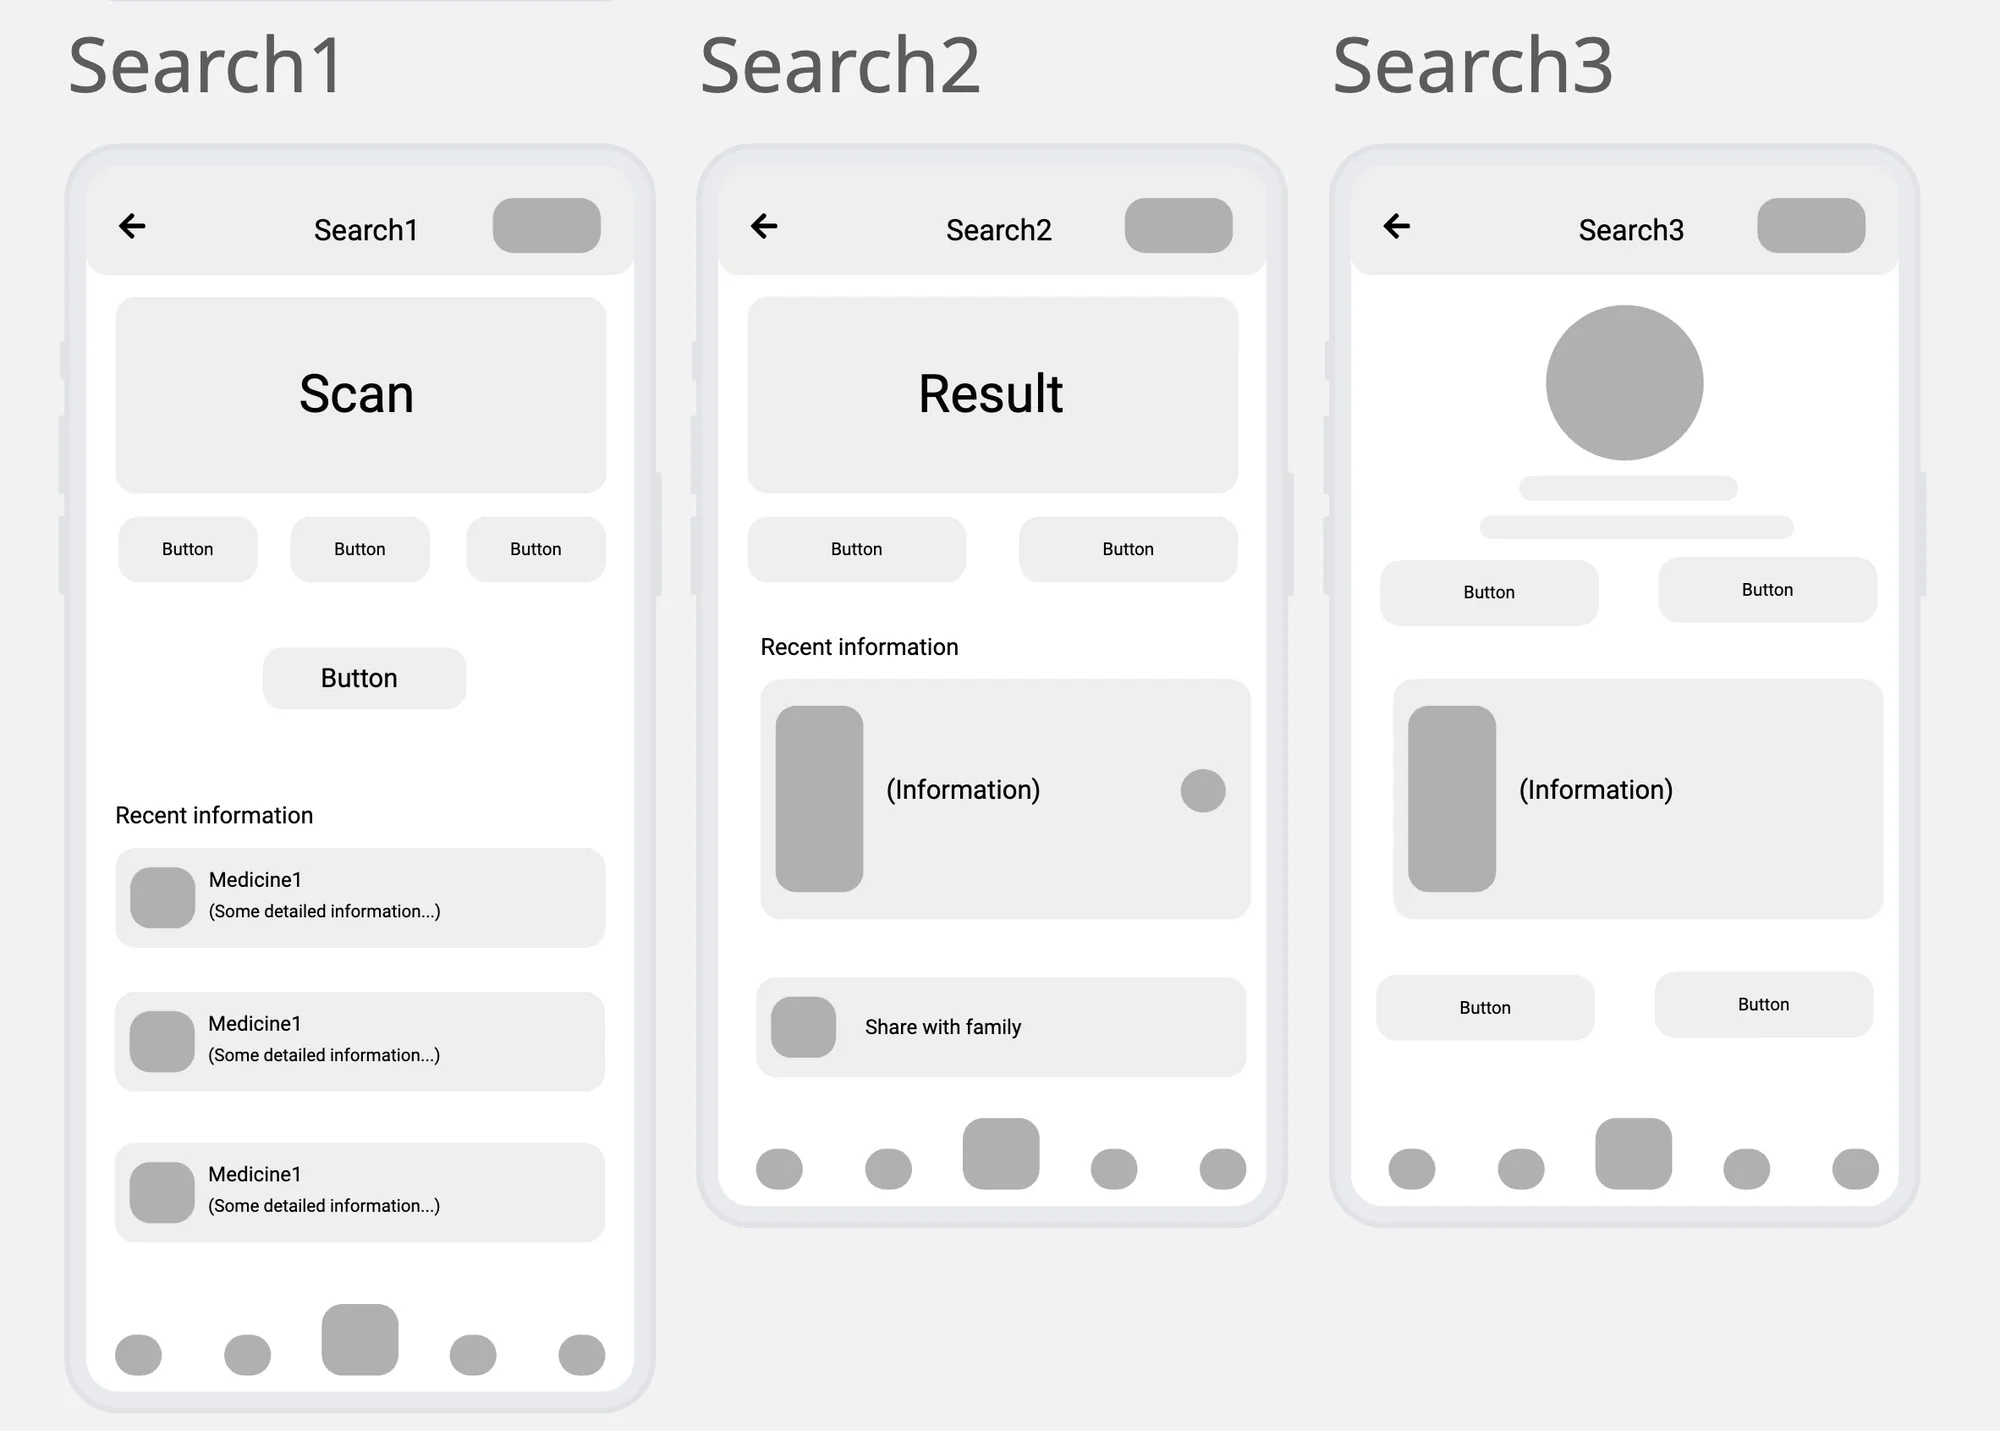 Search1
Search1
Scan
Button
Button
Button
Button
Recent information
Medicine1
(Some detailed information...)
Medicine1
(Some detailed information...)
Medicine1
(Some detailed information...)
Search2
Search2
Result
Button
Button
Recent information
(Information)
Share with family
Search3
Search3
Button
Button
(Information)
Button
Button